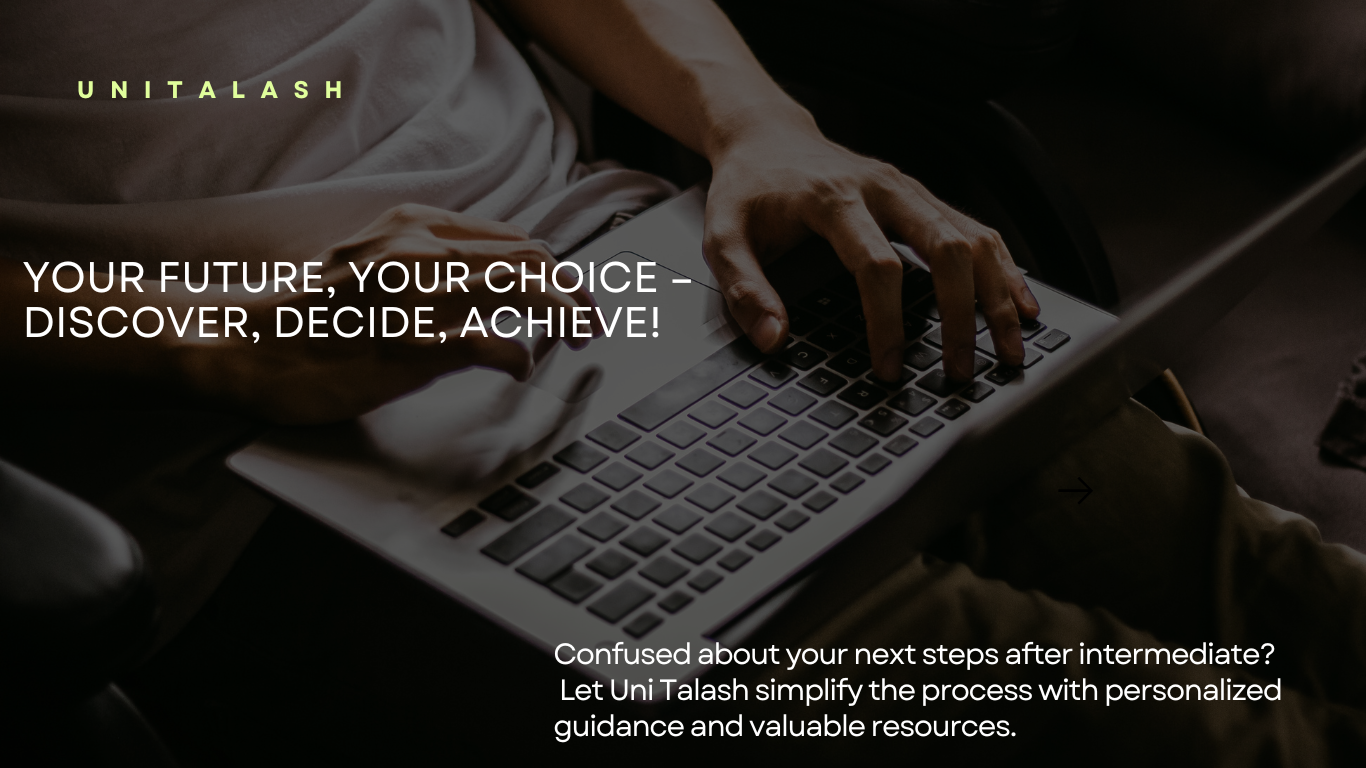 UNITALASH
YOUR FUTURE, YOUR CHOICE –
DISCOVER, DECIDE, ACHIEVE!
Confused about your next steps after intermediate?
Let Uni Talash simplify the process with personalized
guidance and valuable resources.